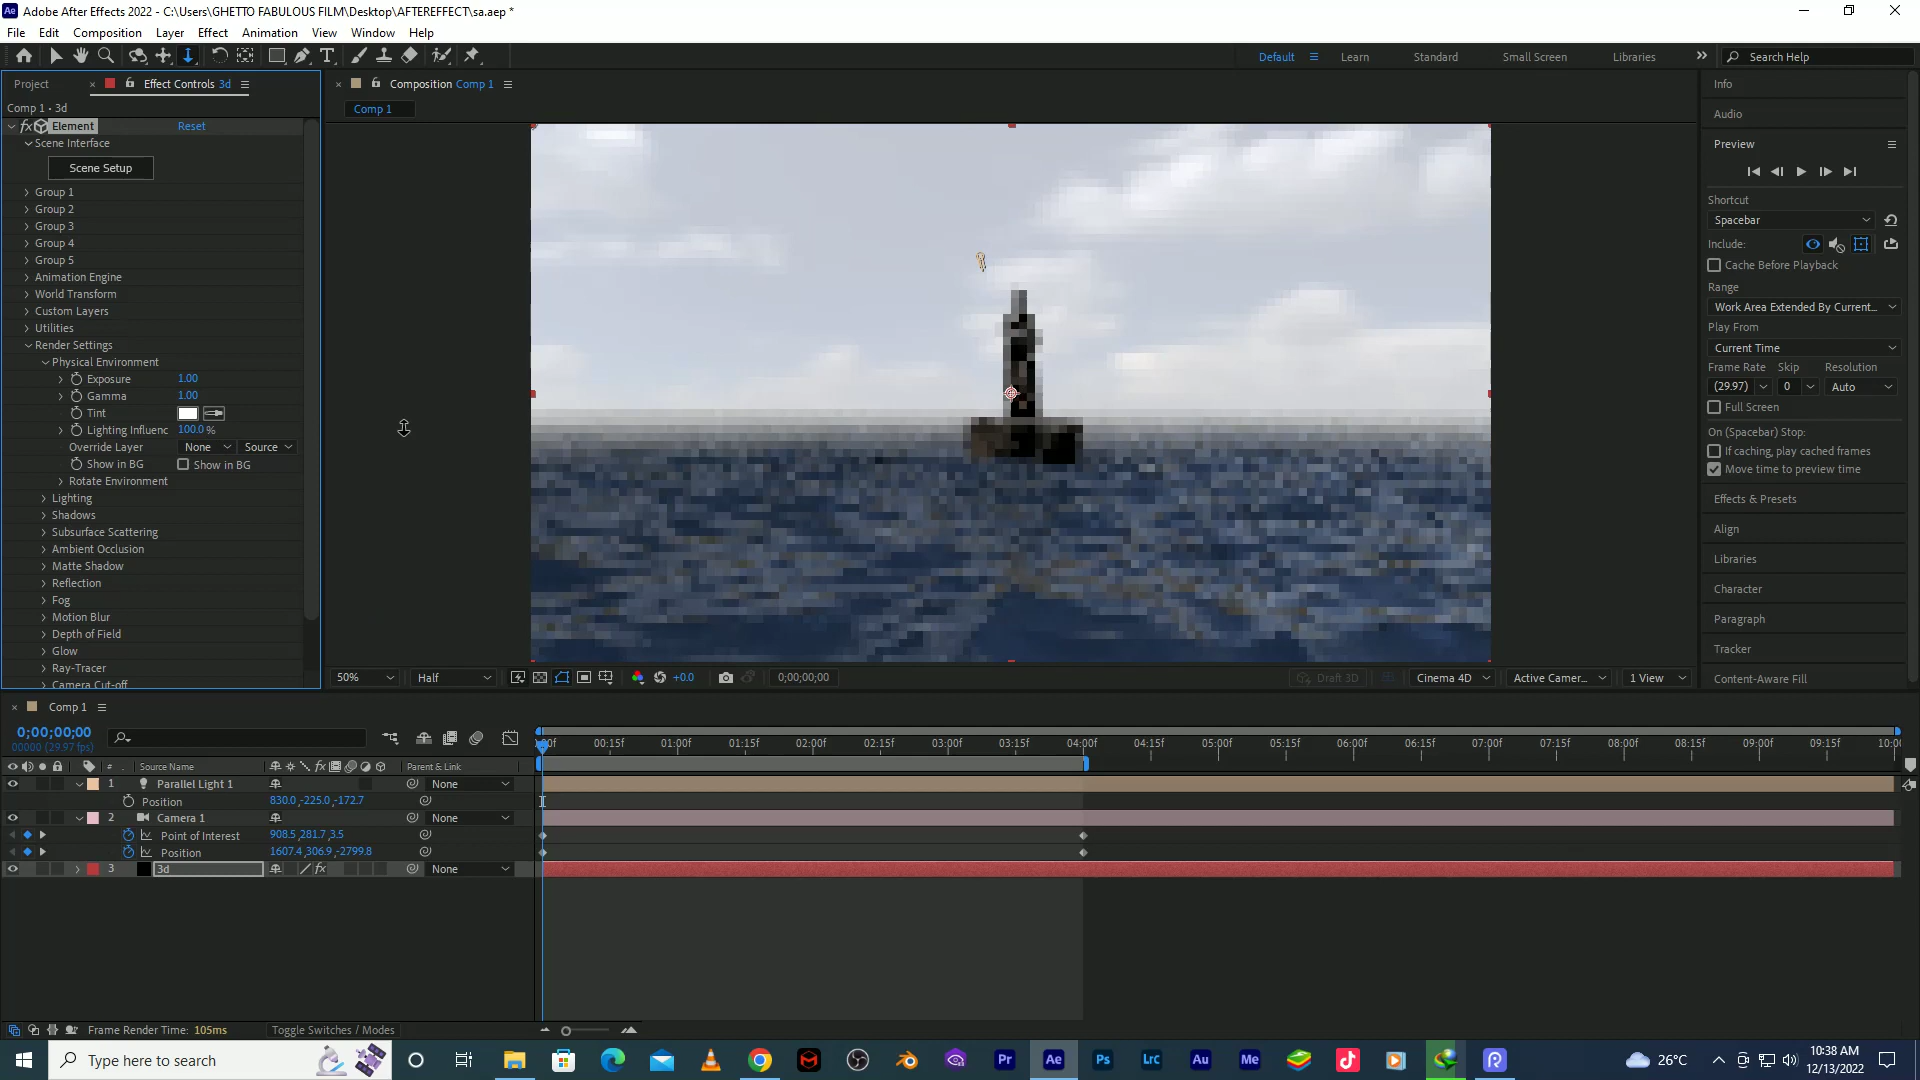 Adobe After Effects 2022 - C:\Users\GHETTO FABULOUS FILM\Desktop\AFTEREFFECT\sa.aep *
File Edit Composition Layer Effect Animation View Window Help
Default Learn Standard Small Screen Libraries Search Help
Project Effect Controls 3d
Composition Comp 1
Comp 1 • 3d
Comp 1
fx Element Reset
Scene Interface
Scene Setup
Group 1
Group 2
Group 3
Group 4
Group 5
Animation Engine
World Transform
Custom Layers
Utilities
Render Settings
Physical Environment
Exposure 1.00
Gamma 1.00
Tint
Lighting Influenc 100.0 %
Override Layer None Source
Show in BG Show in BG
Rotate Environment
Lighting
Shadows
Subsurface Scattering
Ambient Occlusion
Matte Shadow
Reflection
Fog
Motion Blur
Depth of Field
Glow
Ray-Tracer
Camera Cut-off
50% Half +0.0 0;00;00;00 Draft 3D Cinema 4D Active Camer... 1 View
Info
Audio
Preview
Shortcut
Spacebar
Include:
Cache Before Playback
Range
Work Area Extended By Current...
Play From
Current Time
Frame Rate Skip Resolution
(29.97) 0 Auto
Full Screen
On (Spacebar) Stop:
If caching, play cached frames
Move time to preview time
Effects & Presets
Align
Libraries
Character
Paragraph
Tracker
Content-Aware Fill
Comp 1
0;00;00;00
00000 (29.97 fps)
00:15f 01:00f 01:15f 02:00f 02:15f 03:00f 03:15f 04:00f 04:15f 05:00f 05:15f 06:00f 06:15f 07:00f 07:15f 08:00f 08:15f 09:00f 09:15f 10:0
# Source Name fx Parent & Link
1 Parallel Light 1 None
Position 830.0,-225.0,-172.7
2 Camera 1 None
Point of Interest 908.5,281.7,3.5
Position 1607.4,306.9,-2799.8
3 3d fx None
Frame Render Time: 105ms Toggle Switches / Modes
Type here to search
Pr Ae Ps Lrc Au Me
26°C
10:38 AM
12/13/2022